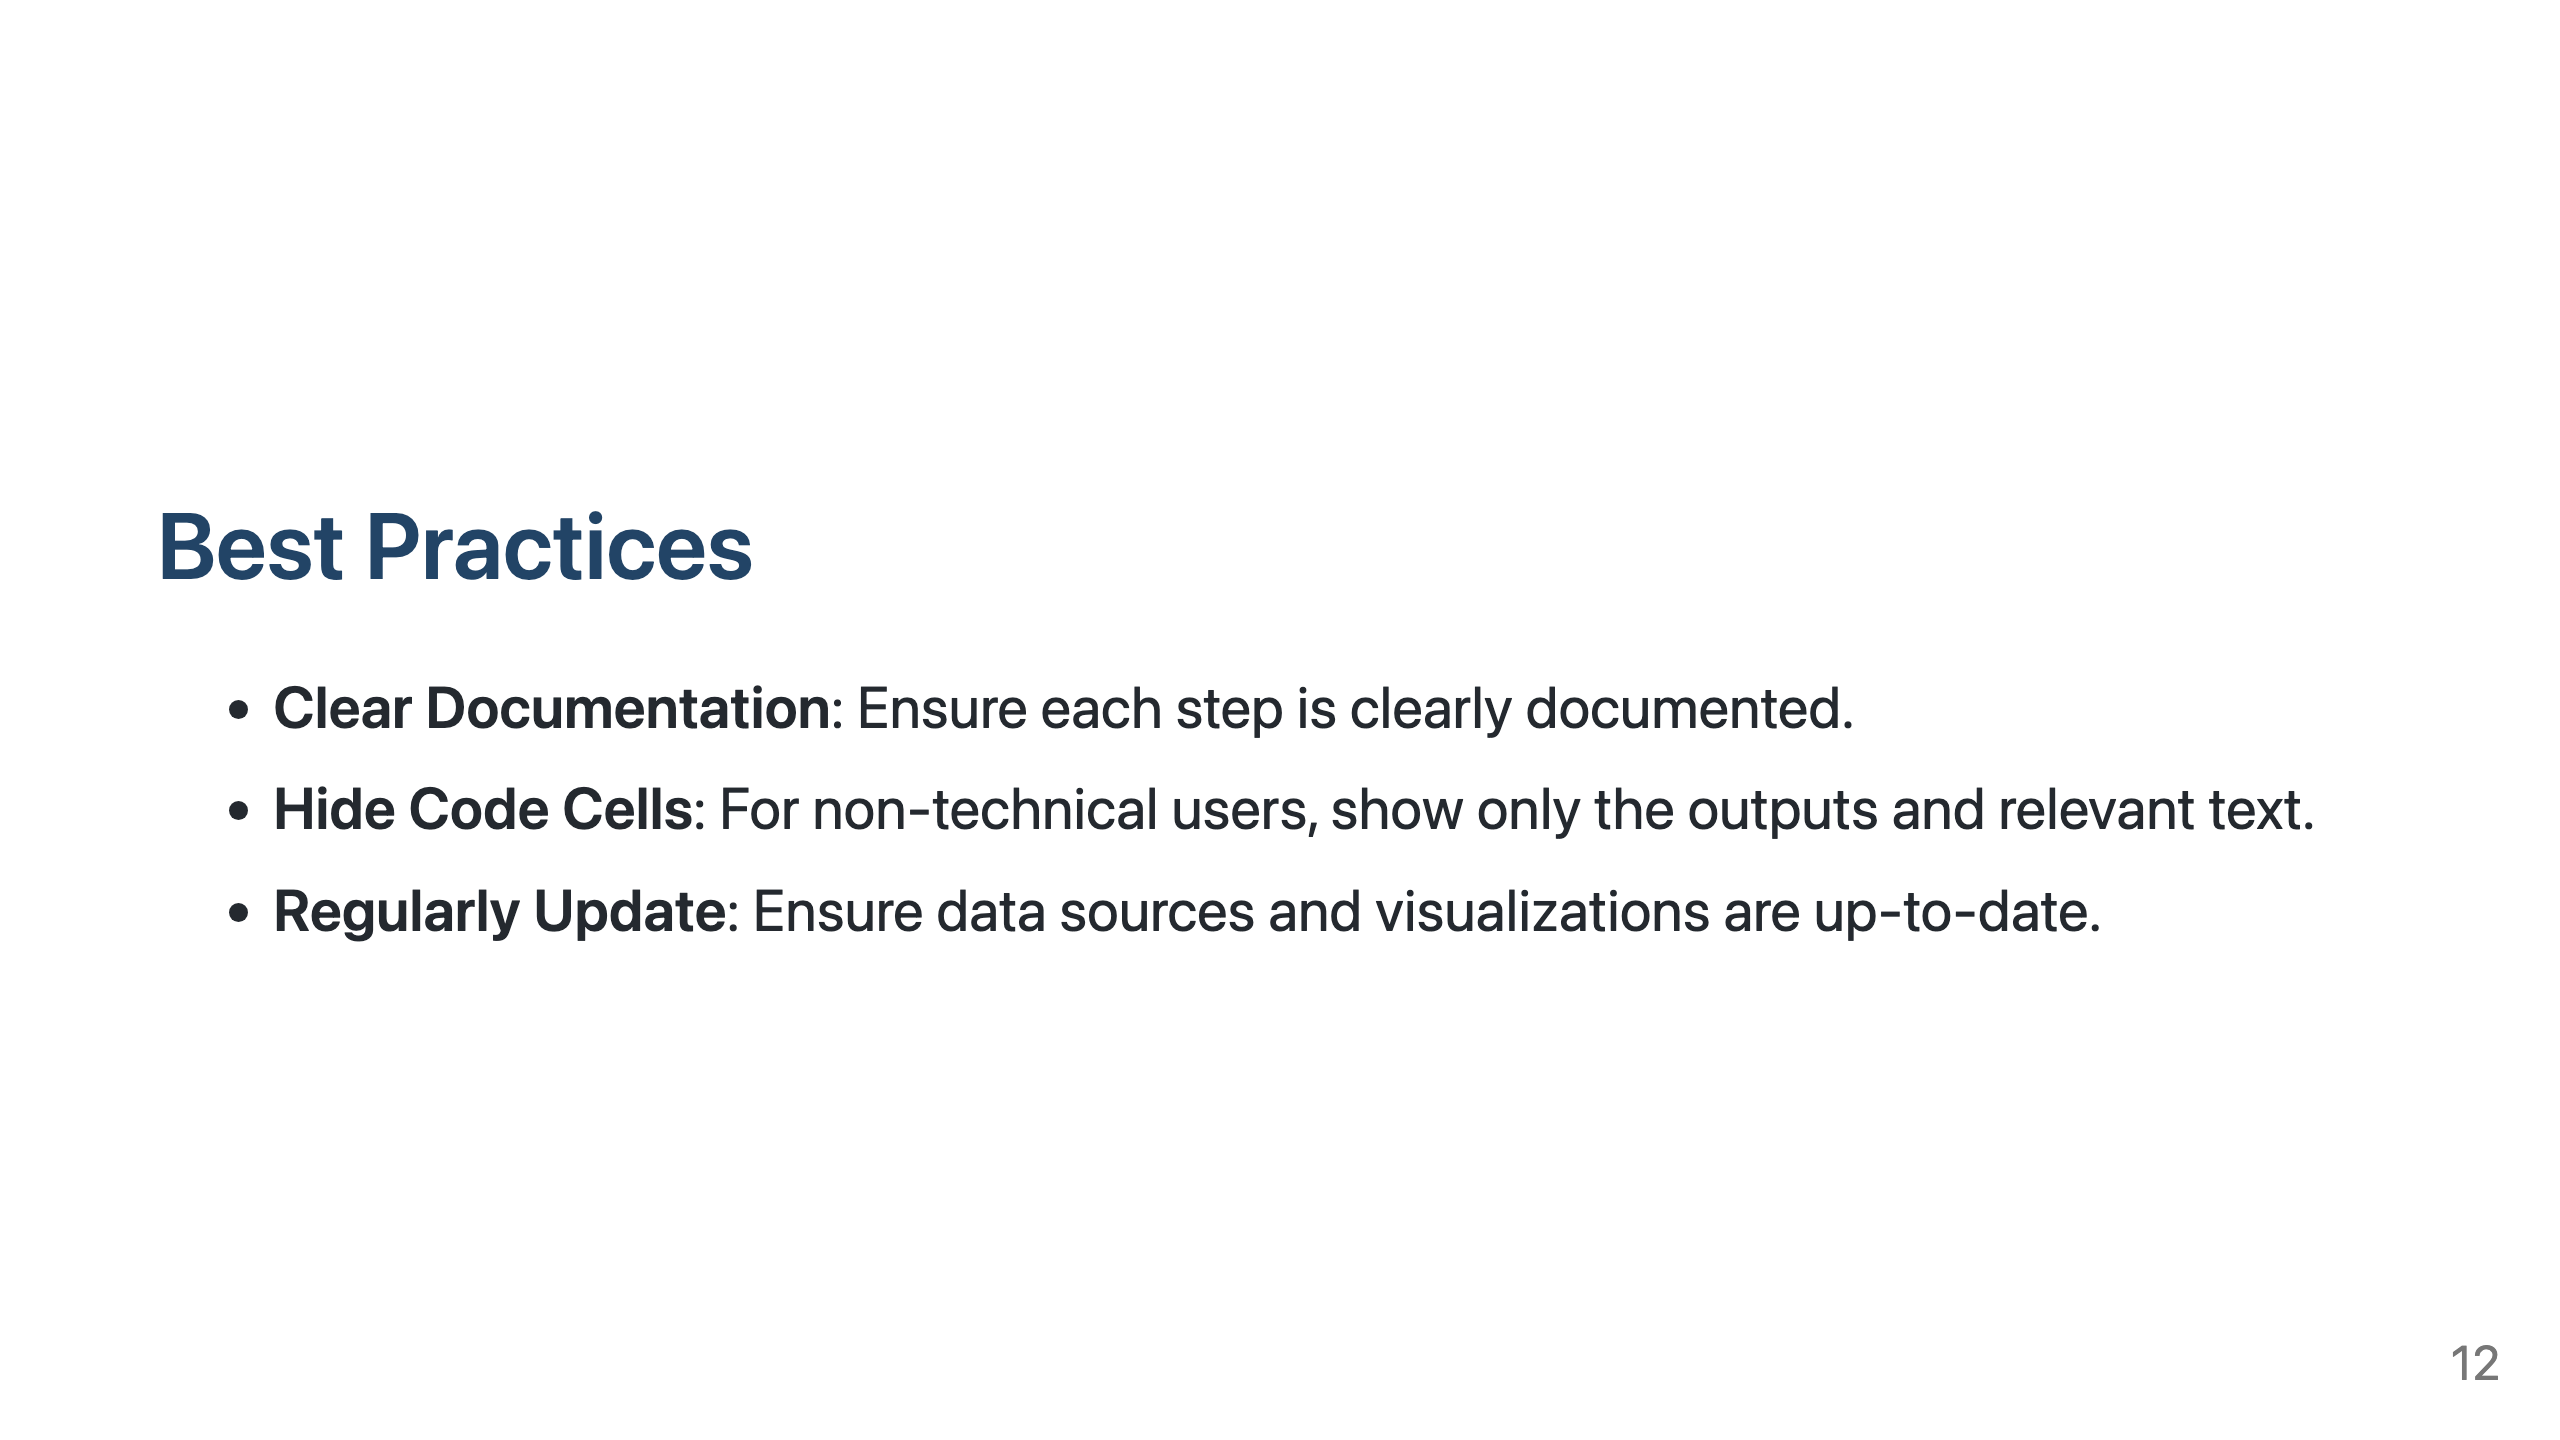 Best Practices
• Clear Documentation: Ensure each step is clearly documented.
• Hide Code Cells: For non-technical users, show only the outputs and relevant text.
• Regularly Update: Ensure data sources and visualizations are up-to-date.
12